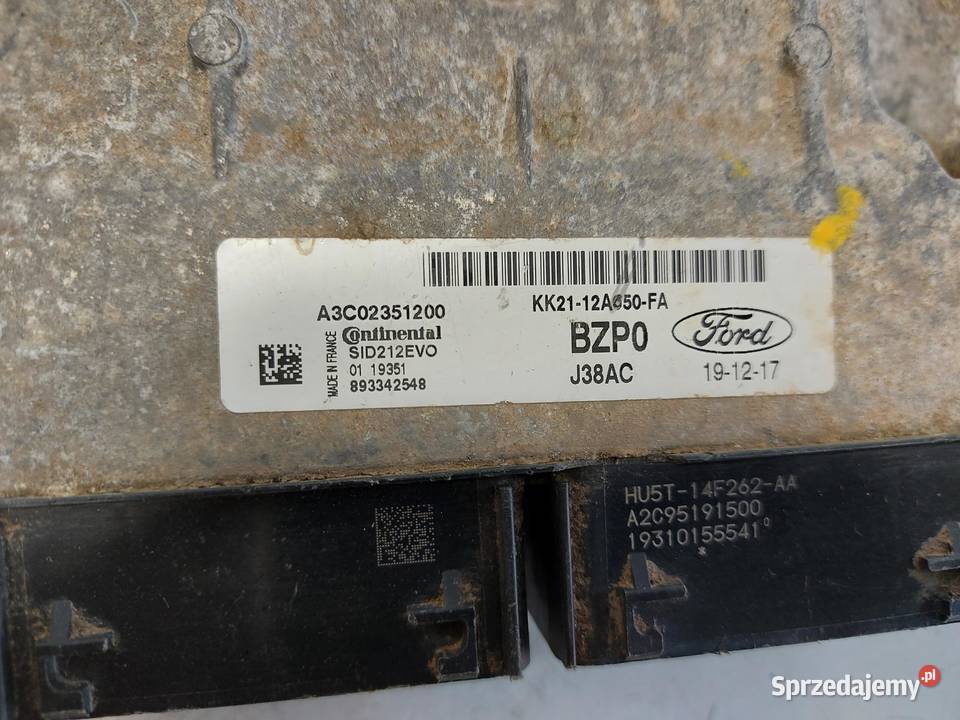 A3C02351200
Continental
SID212EVO
01 19351
893342548
MADE IN FRANCE
KK21-12A650-FA
BZP0
J38AC
Ford
19-12-17
HU5T-14F262-AA
A2C95191500
19310155541
*
Sprzedajemy.pl